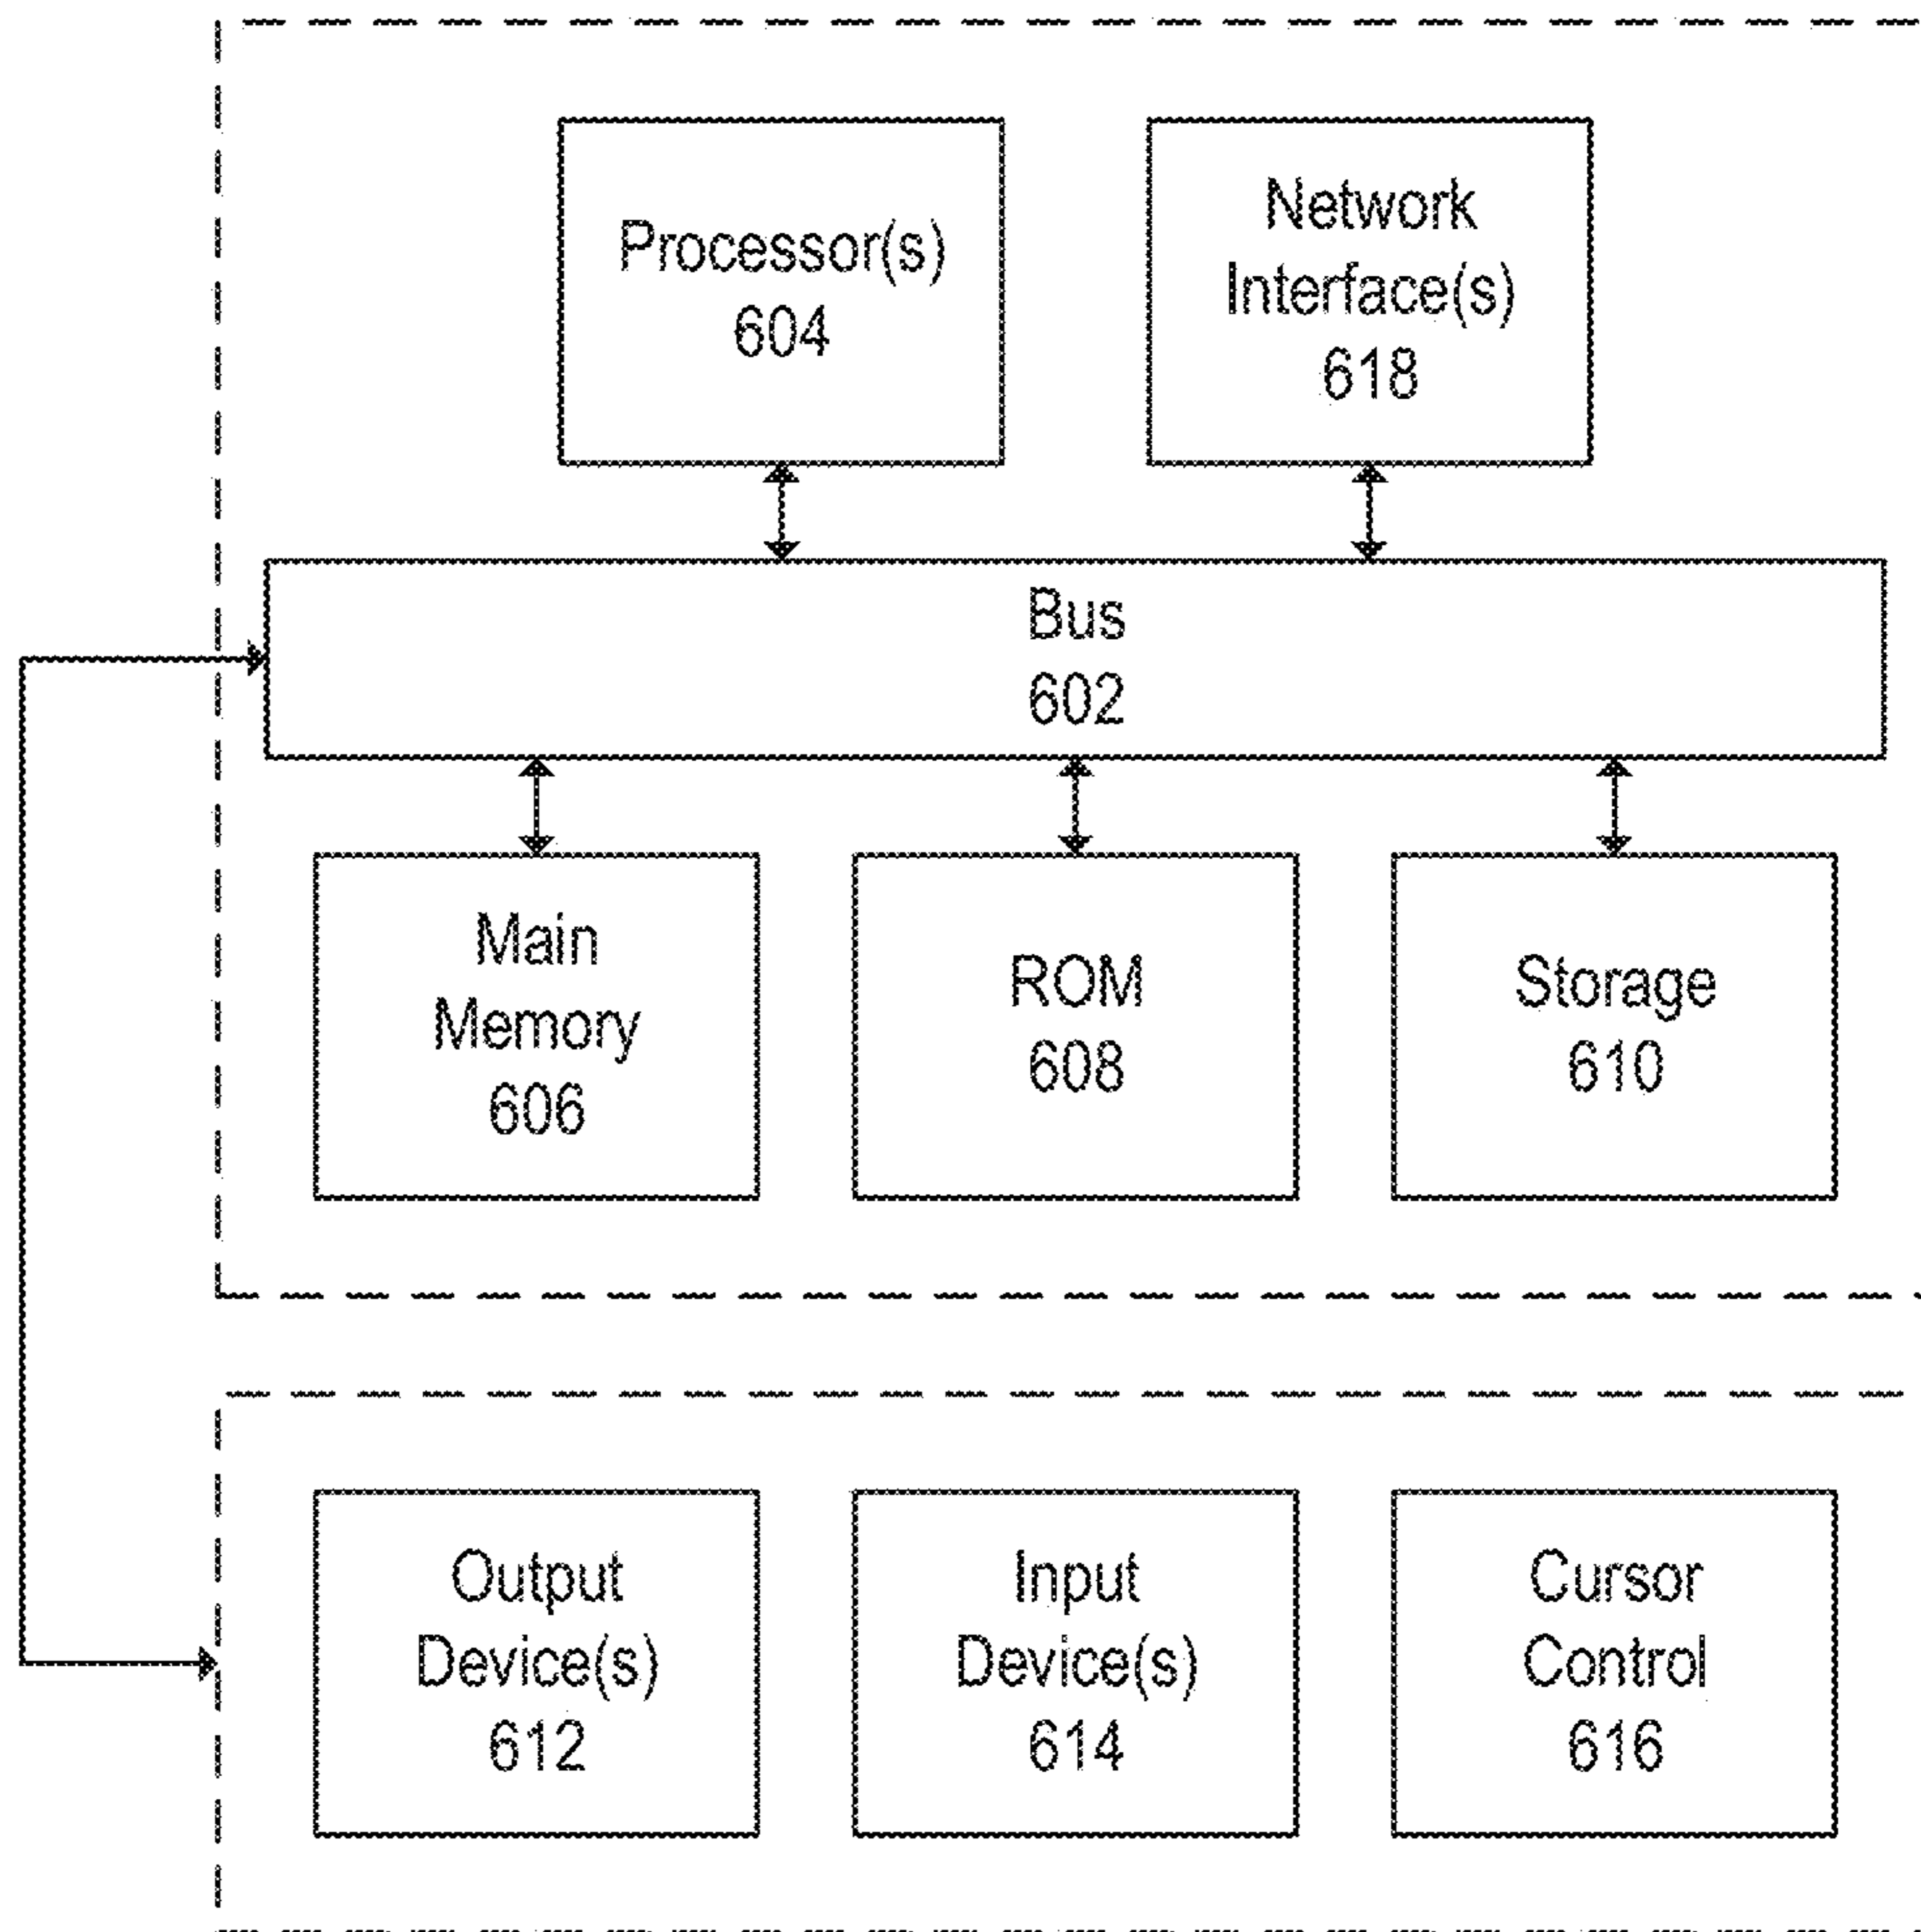 Processor(s)
604
Network
Interface(s)
618
Bus
602
Main
Memory
606
ROM
608
Storage
610
Output
Device(s)
612
Input
Device(s)
614
Cursor
Control
616